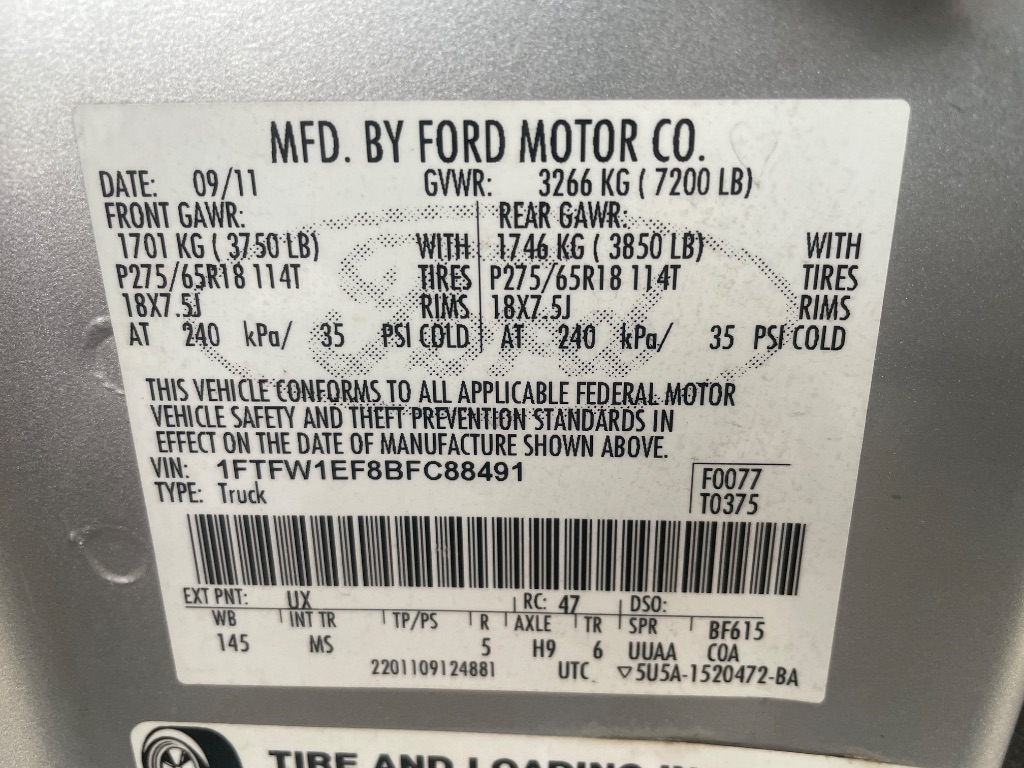 MFD. BY FORD MOTOR CO.
DATE: 09/11 GVWR: 3266 KG ( 7200 LB)
FRONT GAWR: REAR GAWR:
1701 KG ( 3750 LB) WITH 1746 KG ( 3850 LB) WITH
P275/65R18 114T TIRES P275/65R18 114T TIRES
18X7.5J RIMS 18X7.5J RIMS
AT 240 kPa/ 35 PSI COLD AT 240 kPa/ 35 PSI COLD
Ford
THIS VEHICLE CONFORMS TO ALL APPLICABLE FEDERAL MOTOR
VEHICLE SAFETY AND THEFT PREVENTION STANDARDS IN
EFFECT ON THE DATE OF MANUFACTURE SHOWN ABOVE.
VIN: 1FTFW1EF8BFC88491
TYPE: Truck
F0077
T0375
EXT PNT: UX RC: 47 DSO:
WB INT TR TP/PS R AXLE TR SPR BF615
145 MS 5 H9 6 UUAA COA
2201109124881 UTC ▽5U5A-1520472-BA
TIRE AND LOADING